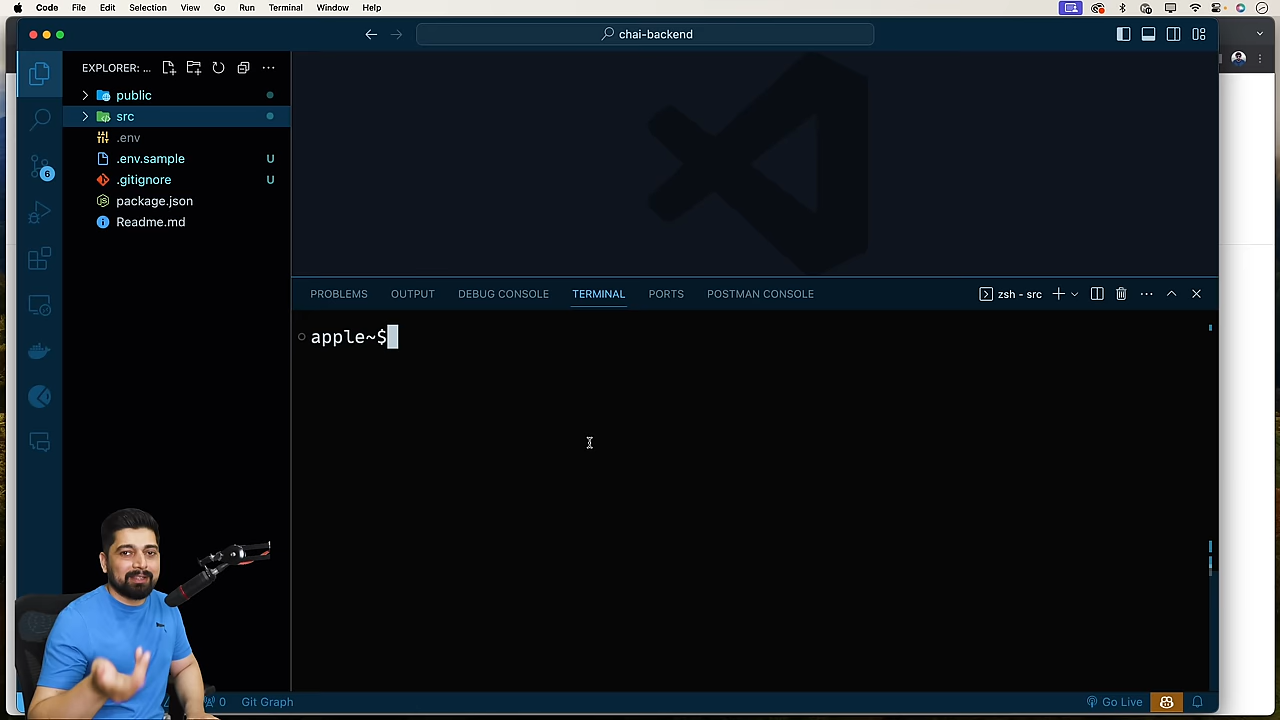 Code File Edit Selection View Go Run Terminal Window Help
chai-backend
EXPLORER: ...
public
src
.env
.env.sample U
.gitignore U
package.json
Readme.md
6
PROBLEMS OUTPUT DEBUG CONSOLE TERMINAL PORTS POSTMAN CONSOLE
zsh - src
apple~$
0 Git Graph
Go Live